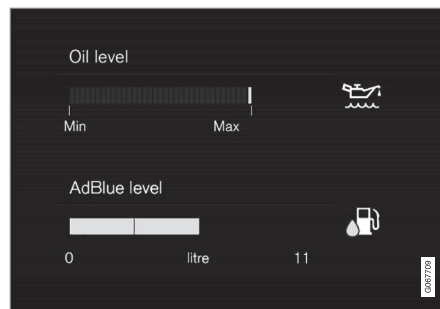 Oil level
Min Max
AdBlue level
0 litre 11
G067709